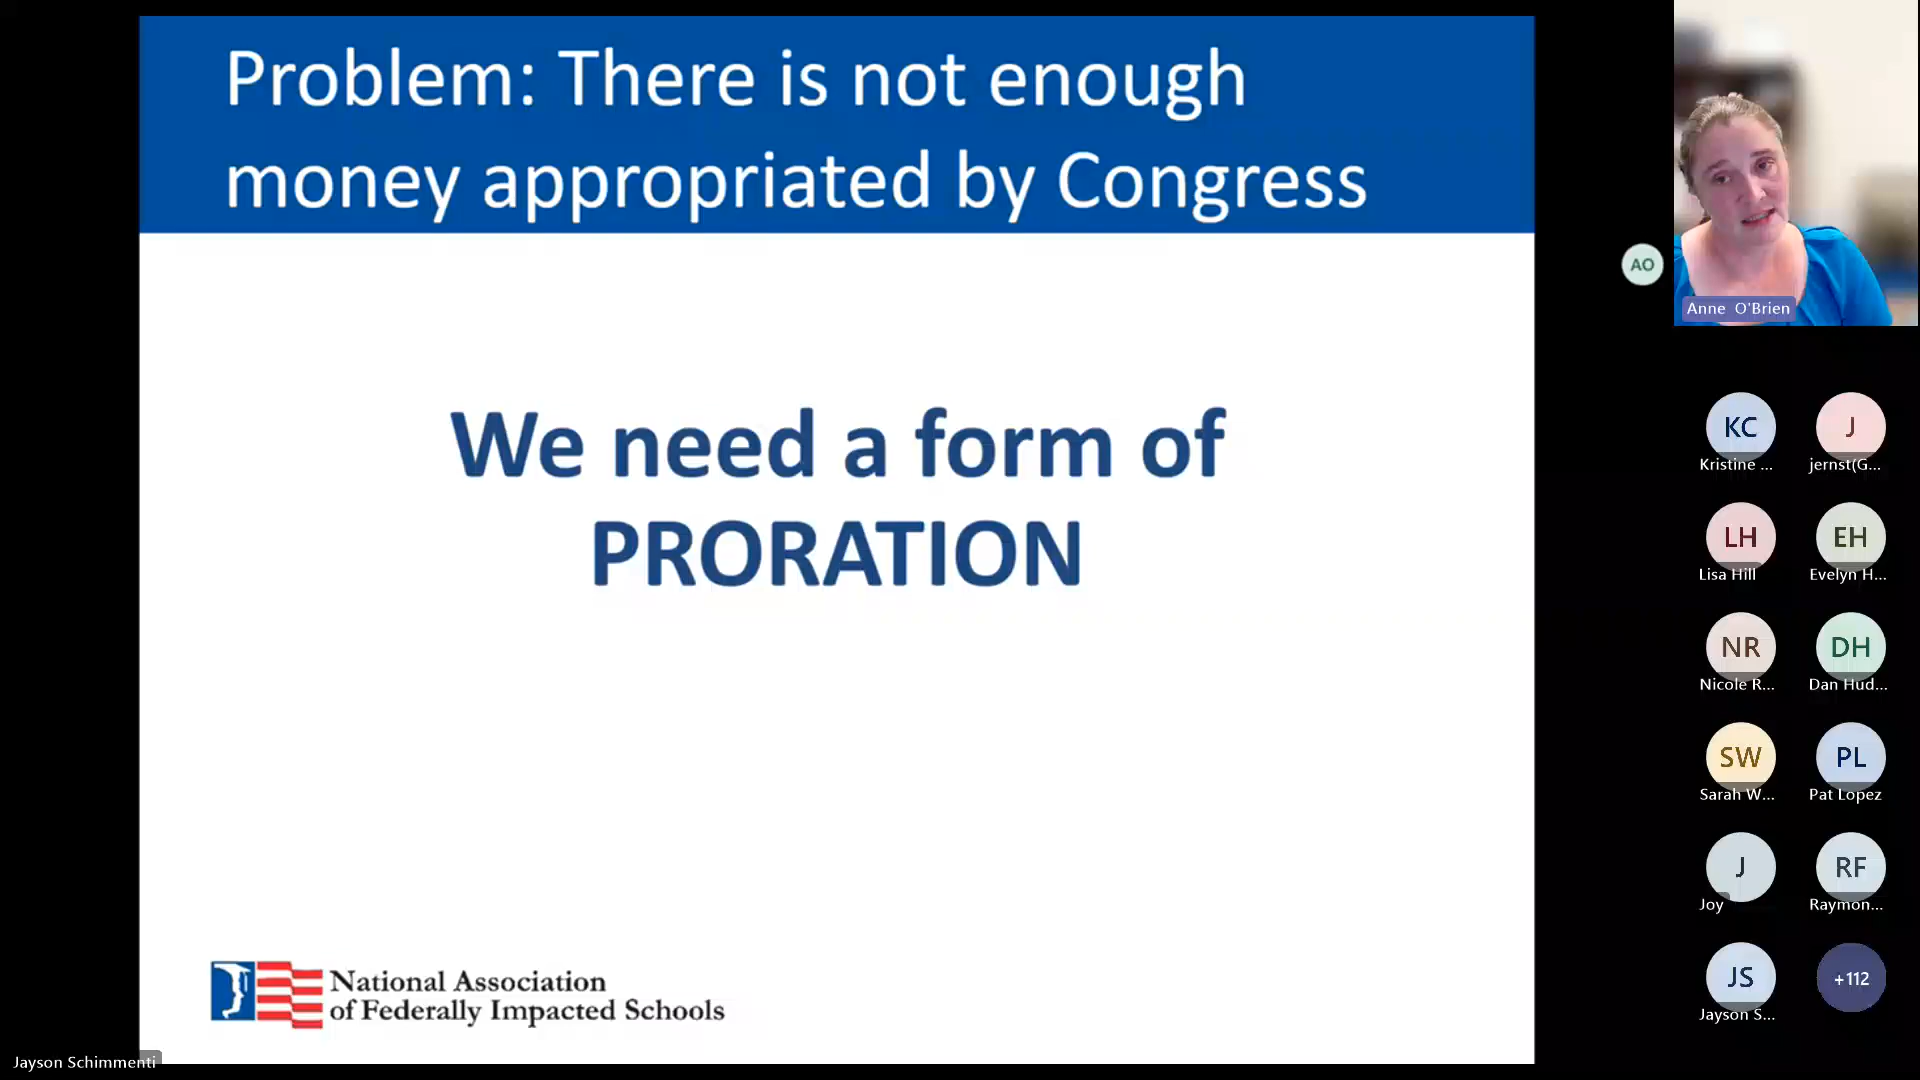 Problem: There is not enough
money appropriated by Congress
We need a form of
PRORATION
National Association
of Federally Impacted Schools
Jayson Schimmenti
AO
Anne O'Brien
KC
Kristine ...
J
jernst(G...
LH
Lisa Hill
EH
Evelyn H...
NR
Nicole R...
DH
Dan Hud...
SW
Sarah W...
PL
Pat Lopez
J
Joy
RF
Raymon...
JS
Jayson S...
+112